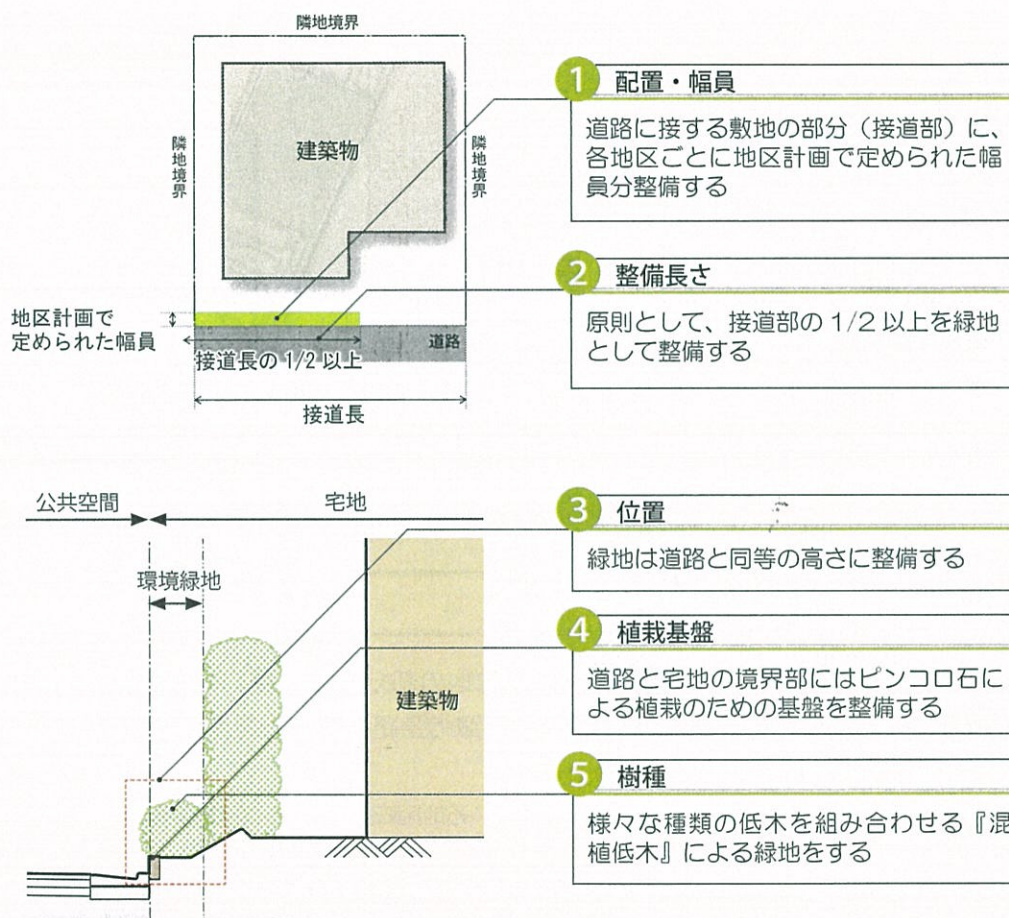 隣地境界
隣地境界
建築物
隣地境界
地区計画で
定められた幅員
道路
接道長の 1/2 以上
接道長
1 配置・幅員
道路に接する敷地の部分（接道部）に、
各地区ごとに地区計画で定められた幅
員分整備する
2 整備長さ
原則として、接道部の 1/2 以上を緑地
として整備する
公共空間
宅地
環境緑地
建築物
3 位置
緑地は道路と同等の高さに整備する
4 植栽基盤
道路と宅地の境界部にはピンコロ石に
よる植栽のための基盤を整備する
5 樹種
様々な種類の低木を組み合わせる『混
植低木』による緑地をする